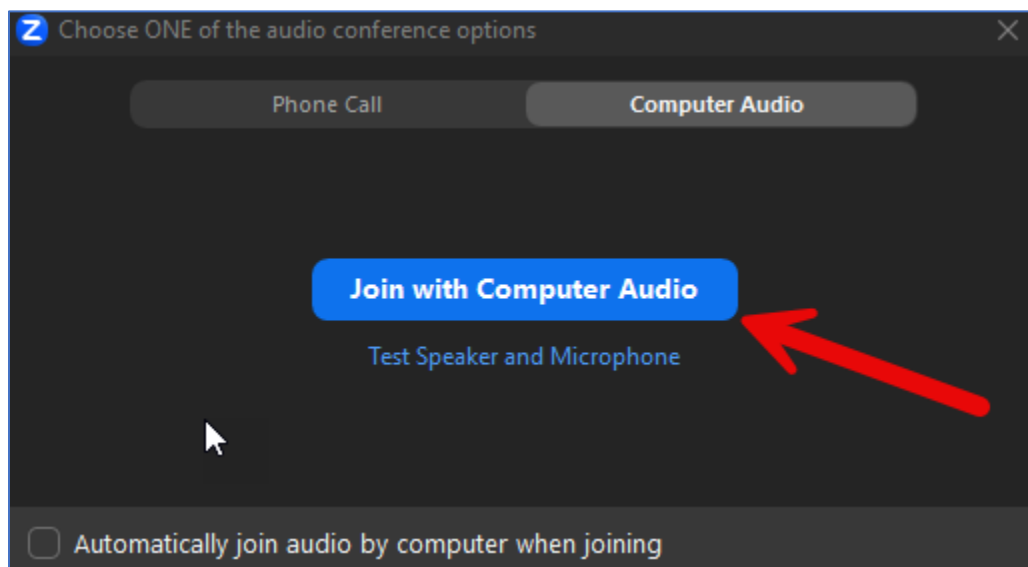 Choose ONE of the audio conference options
Phone Call Computer Audio
Join with Computer Audio
Test Speaker and Microphone
Automatically join audio by computer when joining